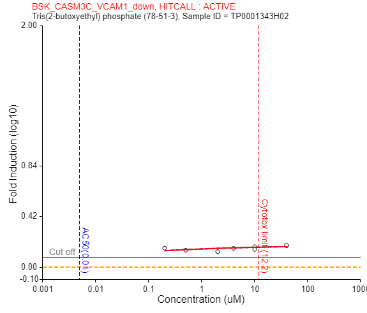 BSK_CASM3C_VCAM1_down, HITCALL : ACTIVE
Tris(2-butoxyethyl) phosphate (78-51-3), Sample ID = TP0001343H02
2.00
0.84
0.42
0.00
-0.10
Fold Induction (log10)
Cut off
AC50(0.01)
Cytotox limit (12.2)
0.001
0.01
0.1
1
10
100
1000
Concentration (uM)